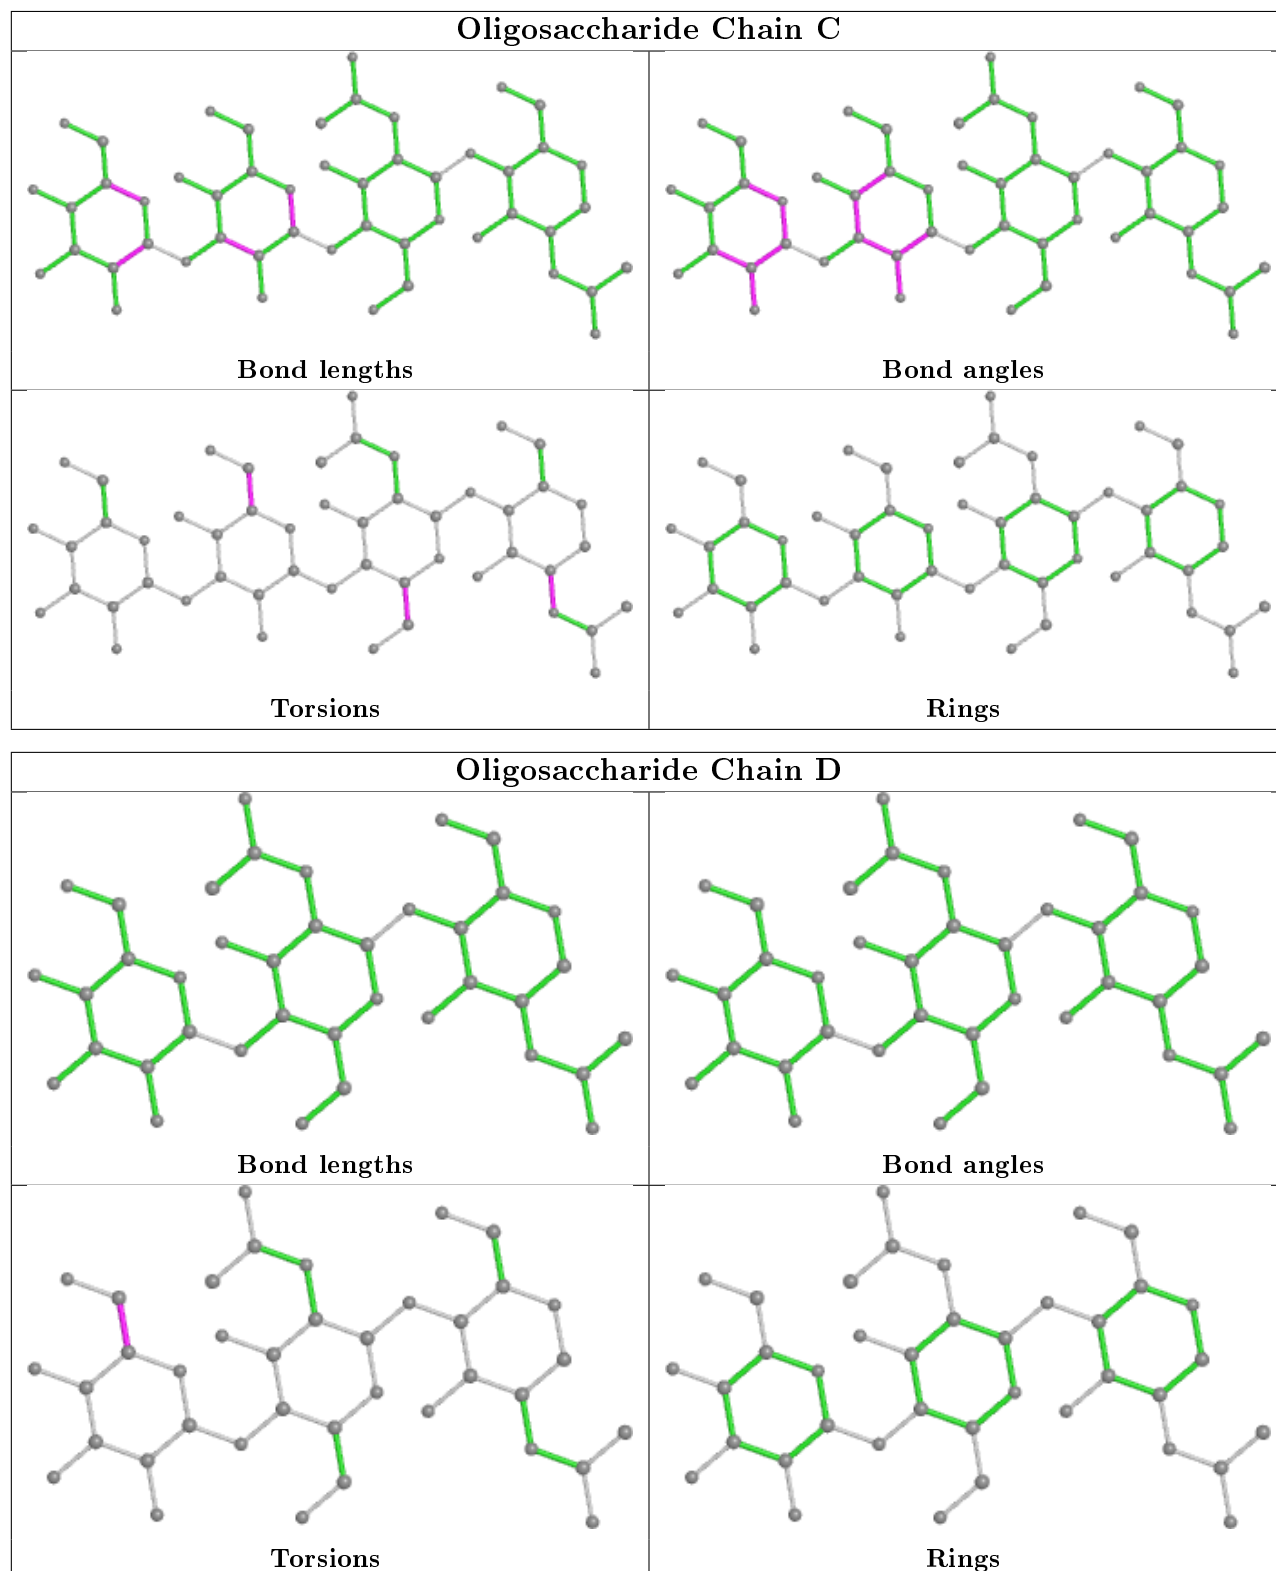 Oligosaccharide Chain C
Bond lengths
Bond angles
Torsions
Rings
Oligosaccharide Chain D
Bond lengths
Bond angles
Torsions
Rings